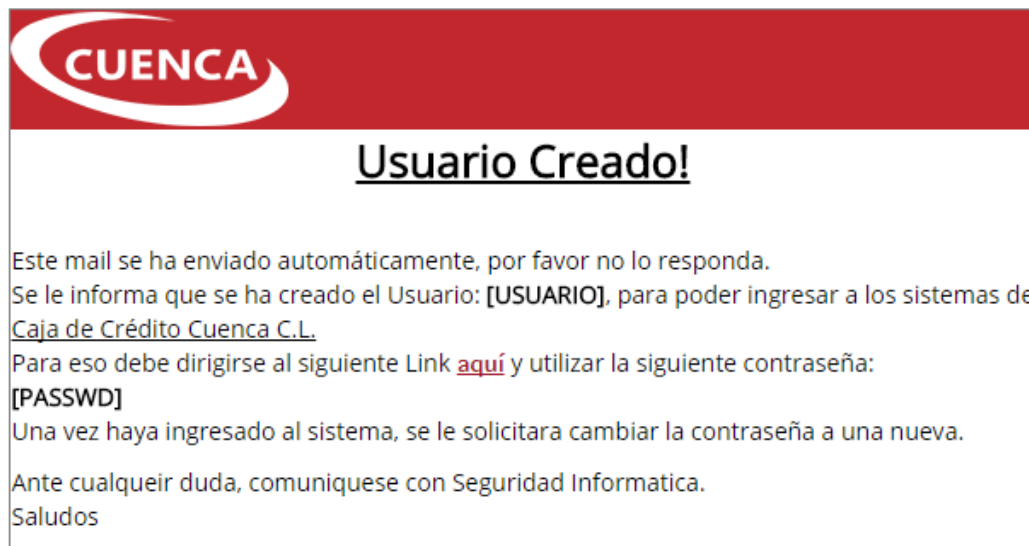 CUENCA
Usuario Creado!
Este mail se ha enviado automáticamente, por favor no lo responda.
Se le informa que se ha creado el Usuario: [USUARIO], para poder ingresar a los sistemas de
Caja de Crédito Cuenca C.L.
Para eso debe dirigirse al siguiente Link aquí y utilizar la siguiente contraseña:
[PASSWD]
Una vez haya ingresado al sistema, se le solicitara cambiar la contraseña a una nueva.
Ante cualqueir duda, comuniquese con Seguridad Informatica.
Saludos